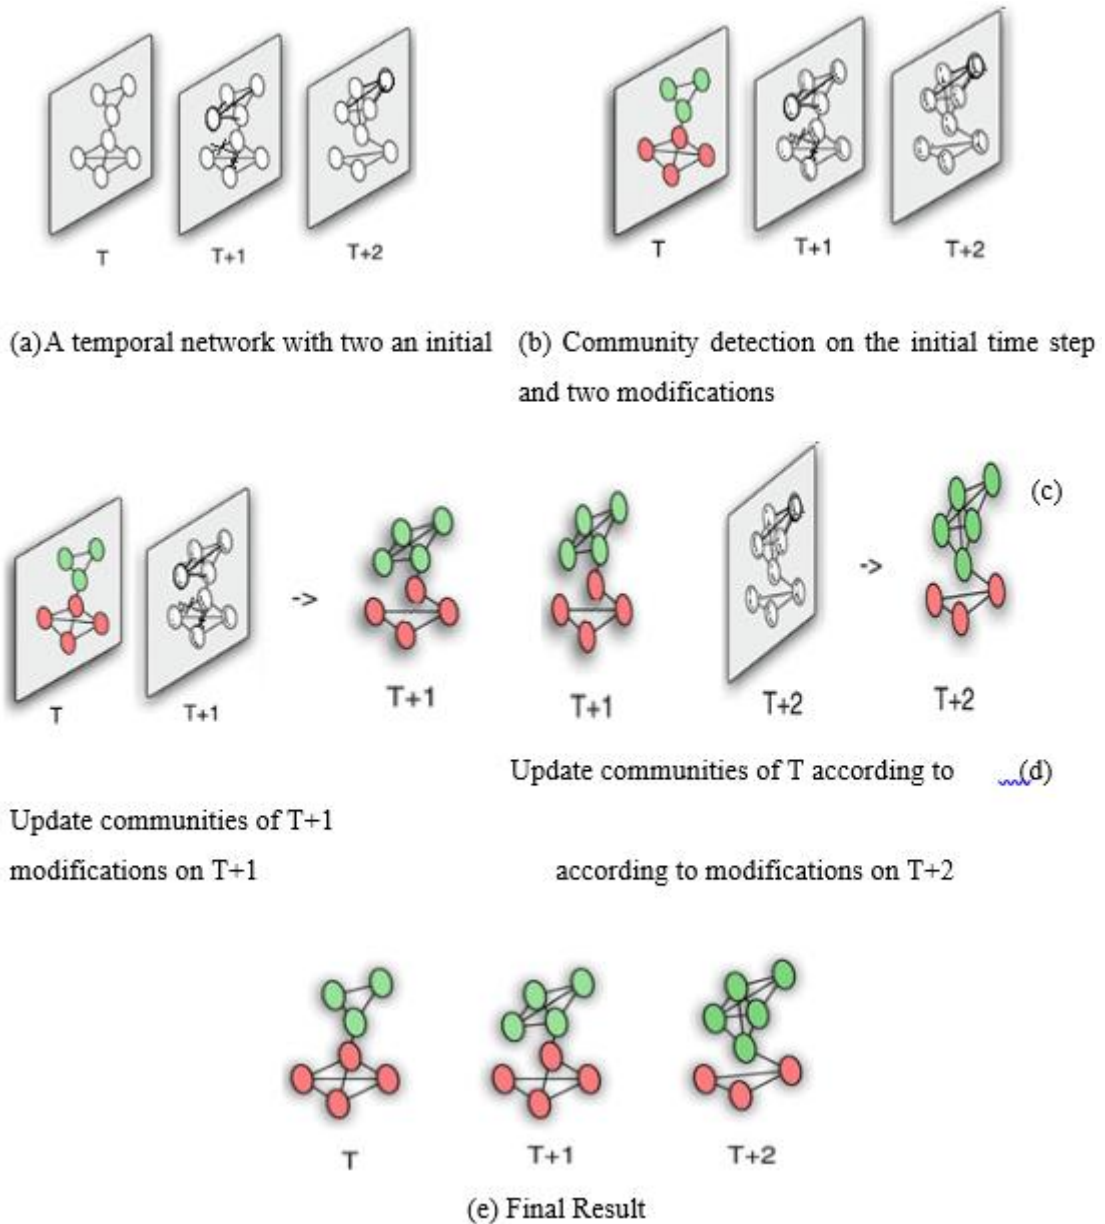 T
T+1
T+2
T
T+1
T+2
(a) A temporal network with two an initial
(b) Community detection on the initial time step
and two modifications
(c)
T
T+1
->
T+1
T+1
T+2
->
T+2
Update communities of T according to (d)
Update communities of T+1
modifications on T+1
according to modifications on T+2
T
T+1
T+2
(e) Final Result